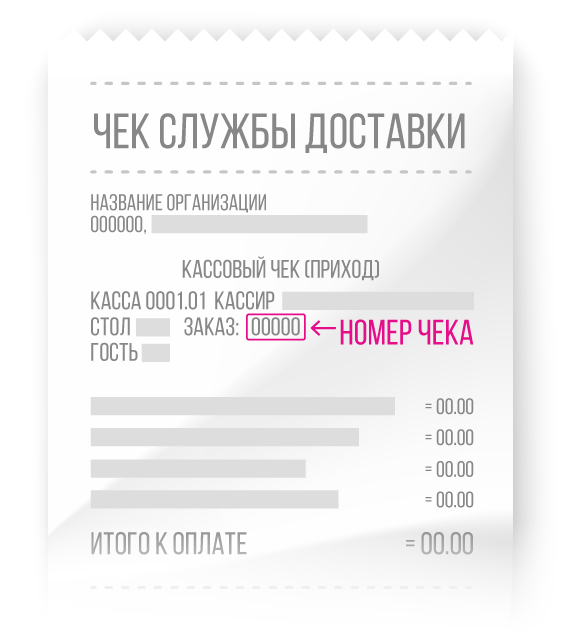 ЧЕК СЛУЖБЫ ДОСТАВКИ
НАЗВАНИЕ ОРГАНИЗАЦИИ
000000,
КАССОВЫЙ ЧЕК (ПРИХОД)
КАССА 0001.01 КАССИР
СТОЛ ЗАКАЗ: 00000 ←НОМЕР ЧЕКА
ГОСТЬ
= 00.00
= 00.00
= 00.00
= 00.00
ИТОГО К ОПЛАТЕ = 00.00